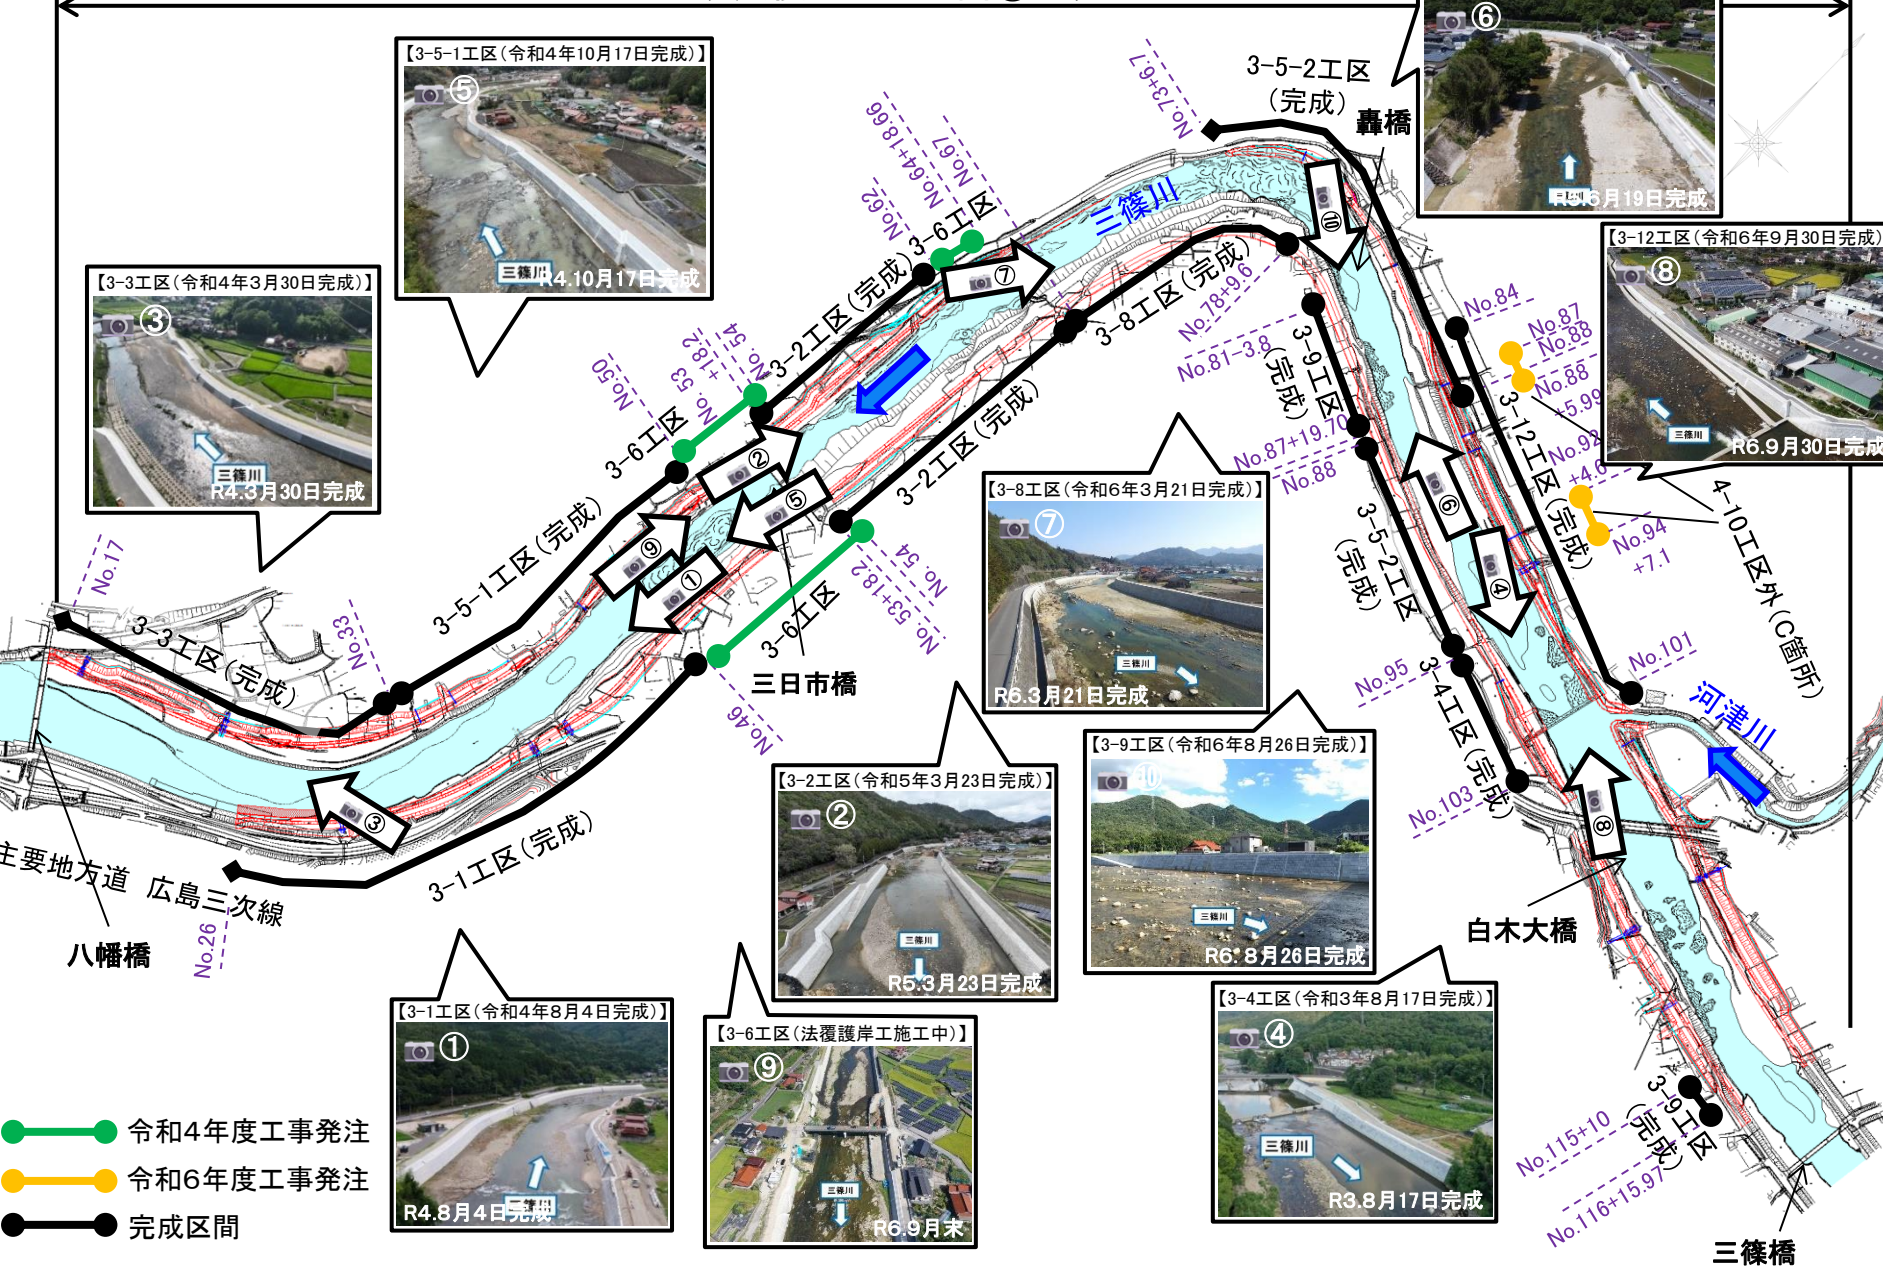 ⑥
R5.6月19日完成
【3-5-1工区(令和4年10月17日完成)】
⑤
三篠川
R4.10月17日完成
No.73+6.7
3-5-2工区
(完成)
轟橋
【3-3工区(令和4年3月30日完成)】
③
三篠川
R4.3月30日完成
No.62
No.64+18.66
No.67
3-6工区
三篠川
⑩
⑦
【3-12工区(令和6年9月30日完成)
⑧
三篠川
R6.9月30日完成
3-2工区(完成)
3-8工区(完成)
No.78+9.6
No.81-3.8
3-9工区
(完成)
No.84
No.87
No.88
No.88
+5.99
No.92
3-12工区(完成)
No.50
No. 53
+18.2
No. 54
3-6工区
②
⑤
3-2工区(完成)
No.87+19.70
No.88
⑥
④
No.94
+7.1
4-10工区外(C箇所)
3-5-1工区(完成)
⑨
①
【3-8工区(令和6年3月21日完成)】
⑦
三篠川
R6.3月21日完成
3-5-2工区
(完成)
No.17
3-3工区(完成)
No.33
3-6工区
No.53+18.2
No. 54
三日市橋
No.46
No.95
3-4工区(完成)
No.101
河津川
No.103
⑧
③
主要地方道 広島三次線
3-1工区(完成)
No.26
八幡橋
【3-2工区(令和5年3月23日完成)】
②
三篠川
R5.3月23日完成
【3-9工区(令和6年8月26日完成)】
⑩
三篠川
R6.8月26日完成
白木大橋
【3-1工区(令和4年8月4日完成)】
①
三篠川
R4.8月4日完成
【3-6工区(法覆護岸工施工中)】
⑨
三篠川
R6.9月末
【3-4工区(令和3年8月17日完成)】
④
三篠川
R3.8月17日完成
3-9工区
(完成)
No.115+10
No.116+15.97
三篠橋
令和4年度工事発注
令和6年度工事発注
完成区間